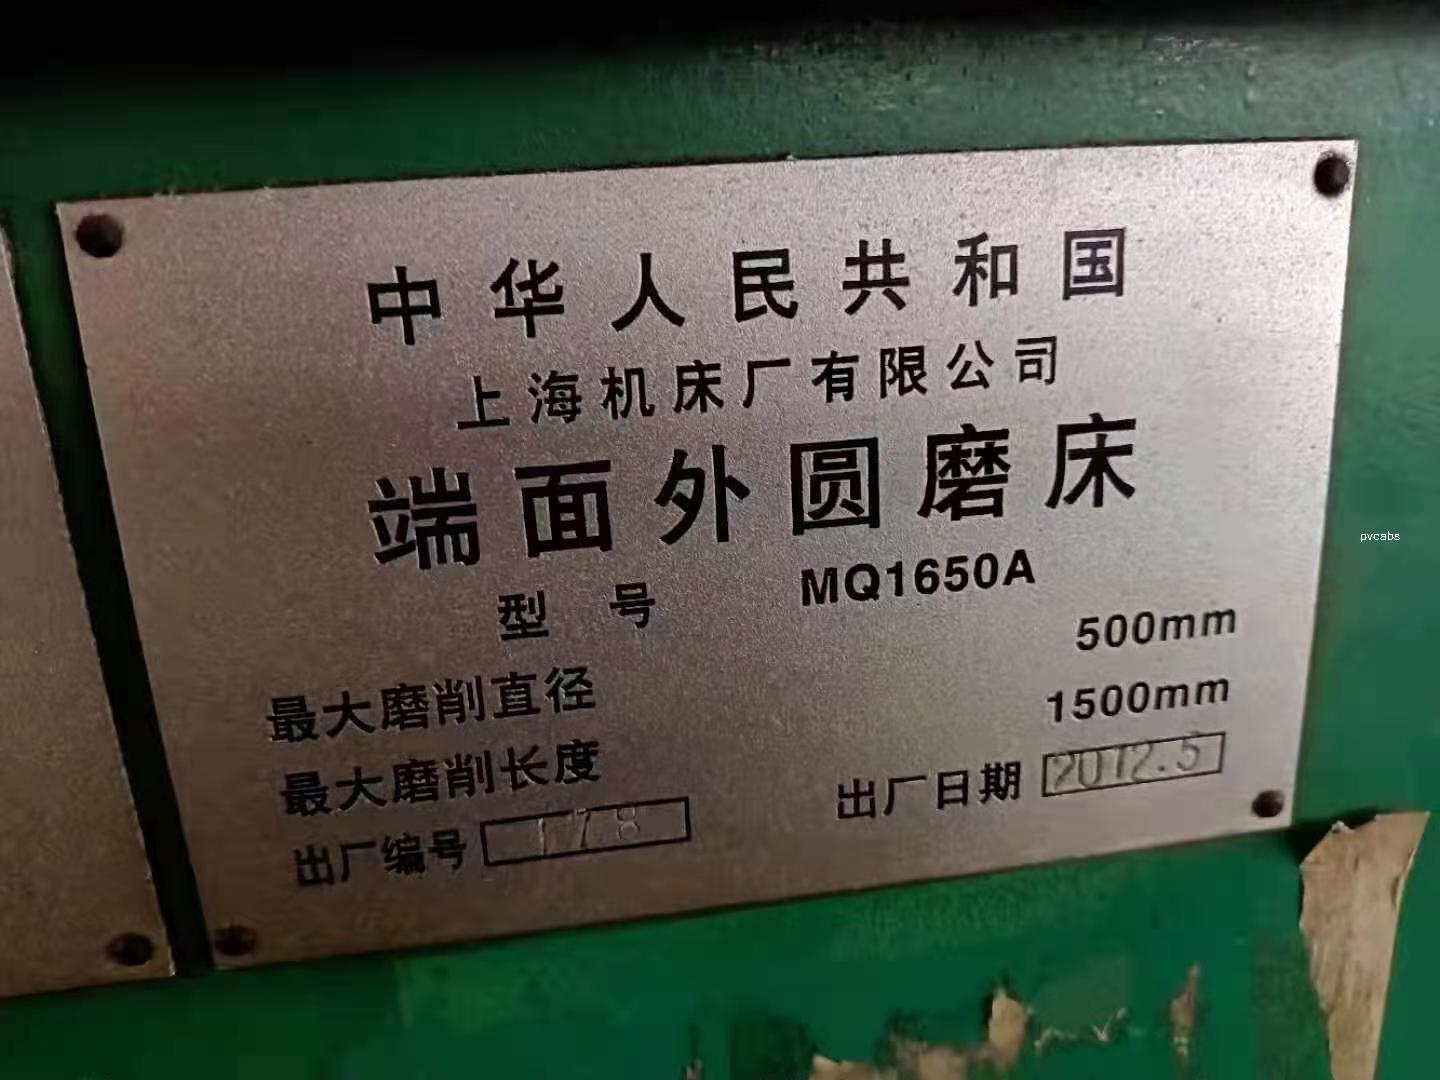 中华人民共和国
上海机床厂有限公司
端面外圆磨床
型号 MQ1650A
最大磨削直径 500mm
最大磨削长度 1500mm
出厂编号 178 出厂日期 2012.5
pvcabs